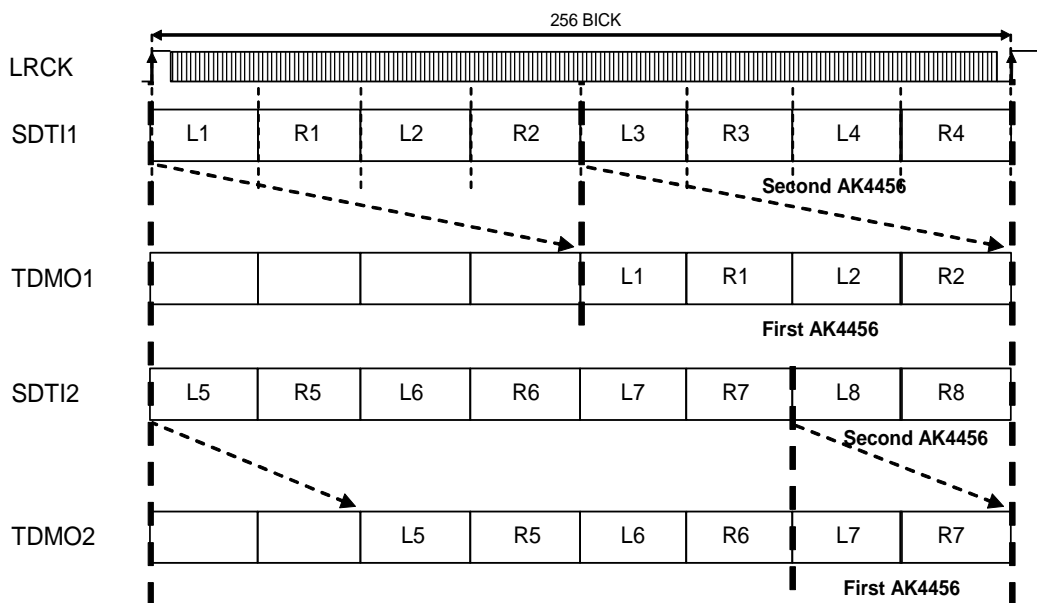 256 BICK
LRCK
SDTI1 L1 R1 L2 R2 L3 R3 L4 R4
Second AK4456
TDMO1 L1 R1 L2 R2
First AK4456
SDTI2 L5 R5 L6 R6 L7 R7 L8 R8
Second AK4456
TDMO2 L5 R5 L6 R6 L7 R7
First AK4456